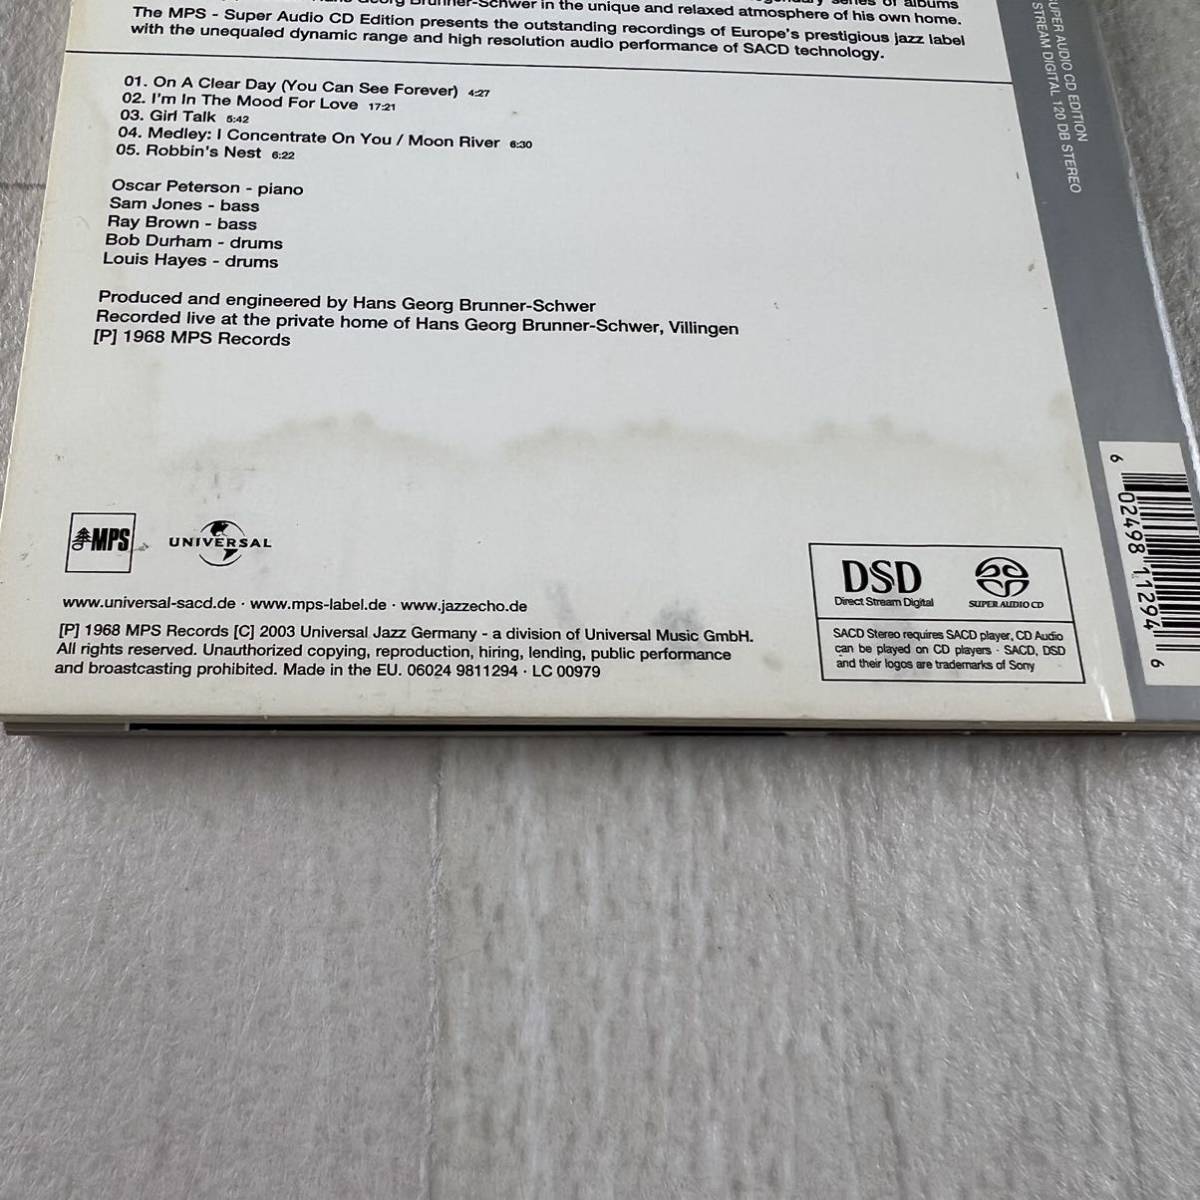 Brunner-Schwer in the unique and relaxed atmosphere of his own home.
The MPS - Super Audio CD Edition presents the outstanding recordings of Europe's prestigious jazz label
with the unequaled dynamic range and high resolution audio performance of SACD technology.
01. On A Clear Day (You Can See Forever) 4:27
02. I'm In The Mood For Love 17:21
03. Girl Talk 5:42
04. Medley: I Concentrate On You / Moon River 6:30
05. Robbin's Nest 6:22
Oscar Peterson - piano
Sam Jones - bass
Ray Brown - bass
Bob Durham - drums
Louis Hayes - drums
Produced and engineered by Hans Georg Brunner-Schwer
Recorded live at the private home of Hans Georg Brunner-Schwer, Villingen
[P] 1968 MPS Records
MPS
UNIVERSAL
www.universal-sacd.de · www.mps-label.de · www.jazzecho.de
[P] 1968 MPS Records [C] 2003 Universal Jazz Germany - a division of Universal Music GmbH.
All rights reserved. Unauthorized copying, reproduction, hiring, lending, public performance
and broastcasting prohibited. Made in the EU. 06024 9811294 · LC 00979
DSD
Direct Stream Digital
SUPER AUDIO CD
SACD Stereo requires SACD player, CD Audio
can be played on CD players · SACD, DSD
and their logos are trademarks of Sony
SUPER AUDIO CD EDITION
STREAM DIGITAL 120 DB STEREO
6 02498 11294 6